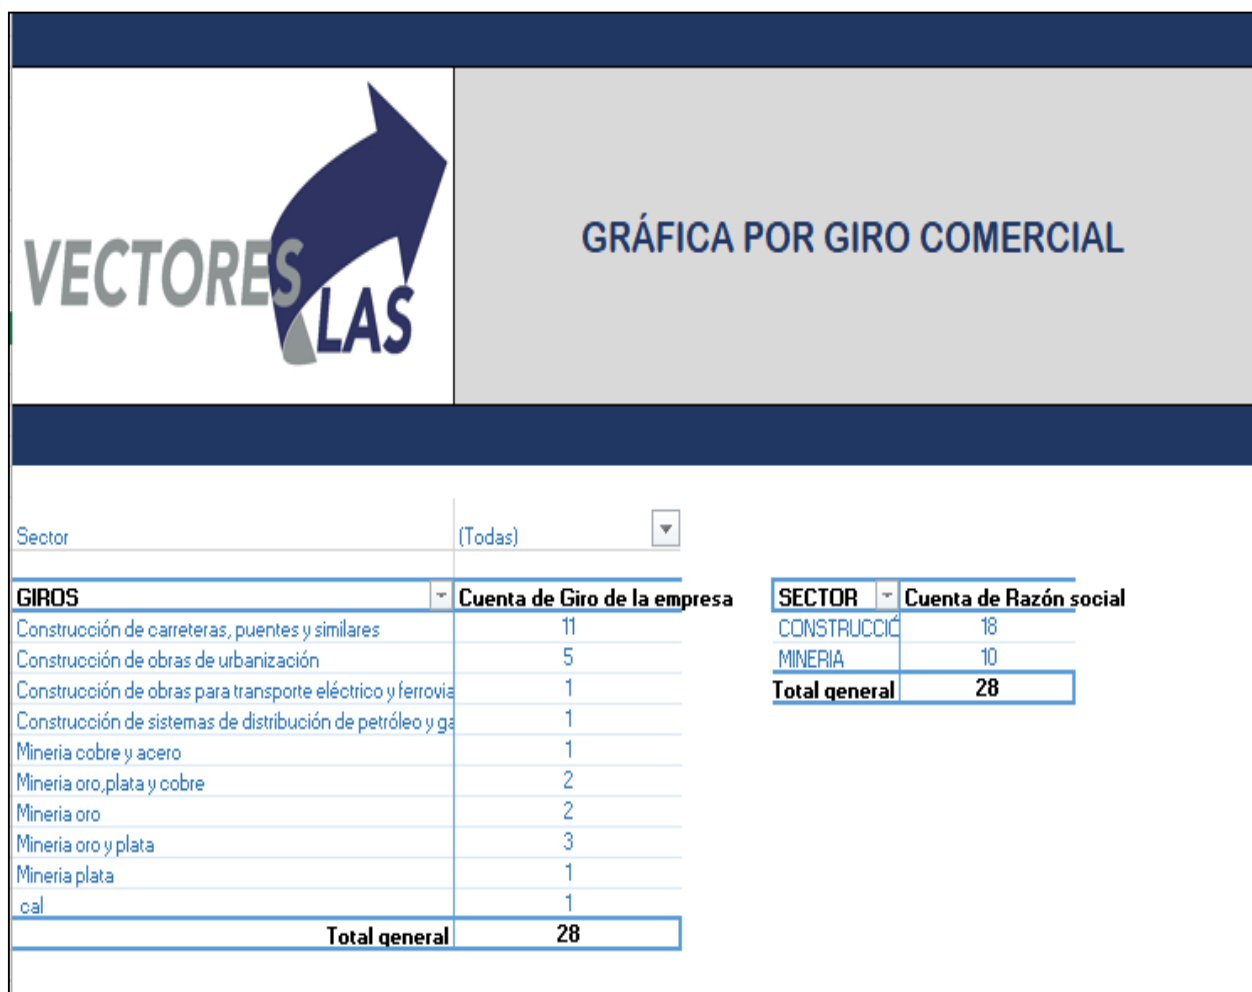 VECTORES
LAS
GRÁFICA POR GIRO COMERCIAL
Sector (Todas)
GIROS Cuenta de Giro de la empresa
Construcción de carreteras, puentes y similares 11
Construcción de obras de urbanización 5
Construcción de obras para transporte eléctrico y ferrovia 1
Construcción de sistemas de distribución de petróleo y ga 1
Mineria cobre y acero 1
Mineria oro,plata y cobre 2
Mineria oro 2
Mineria oro y plata 3
Mineria plata 1
cal 1
Total general 28
SECTOR Cuenta de Razón social
CONSTRUCCIÓ 18
MINERIA 10
Total general 28